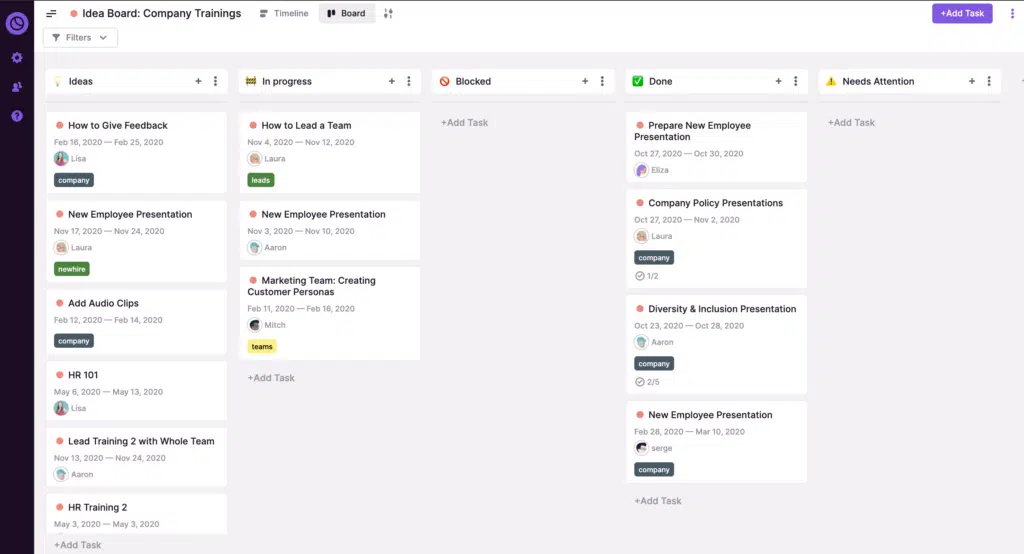 Idea Board: Company Trainings
Timeline
Board
+Add Task
Filters
Ideas
How to Give Feedback
Feb 16, 2020 — Feb 25, 2020
Lisa
company
New Employee Presentation
Nov 17, 2020 — Nov 24, 2020
Laura
newhire
Add Audio Clips
Feb 12, 2020 — Feb 14, 2020
company
HR 101
May 6, 2020 — May 13, 2020
Lisa
Lead Training 2 with Whole Team
Nov 13, 2020 — Nov 24, 2020
Aaron
HR Training 2
May 3, 2020 — May 3, 2020
+Add Task
In progress
How to Lead a Team
Nov 4, 2020 — Nov 12, 2020
Laura
leads
New Employee Presentation
Nov 3, 2020 — Nov 10, 2020
Aaron
Marketing Team: Creating
Customer Personas
Feb 11, 2020 — Feb 16, 2020
Mitch
teams
+Add Task
Blocked
+Add Task
Done
Prepare New Employee
Presentation
Oct 27, 2020 — Oct 30, 2020
Eliza
Company Policy Presentations
Oct 27, 2020 — Nov 2, 2020
Laura
company
1/2
Diversity & Inclusion Presentation
Oct 23, 2020 — Oct 28, 2020
Aaron
company
2/5
New Employee Presentation
Feb 28, 2020 — Mar 10, 2020
serge
company
+Add Task
Needs Attention
+Add Task